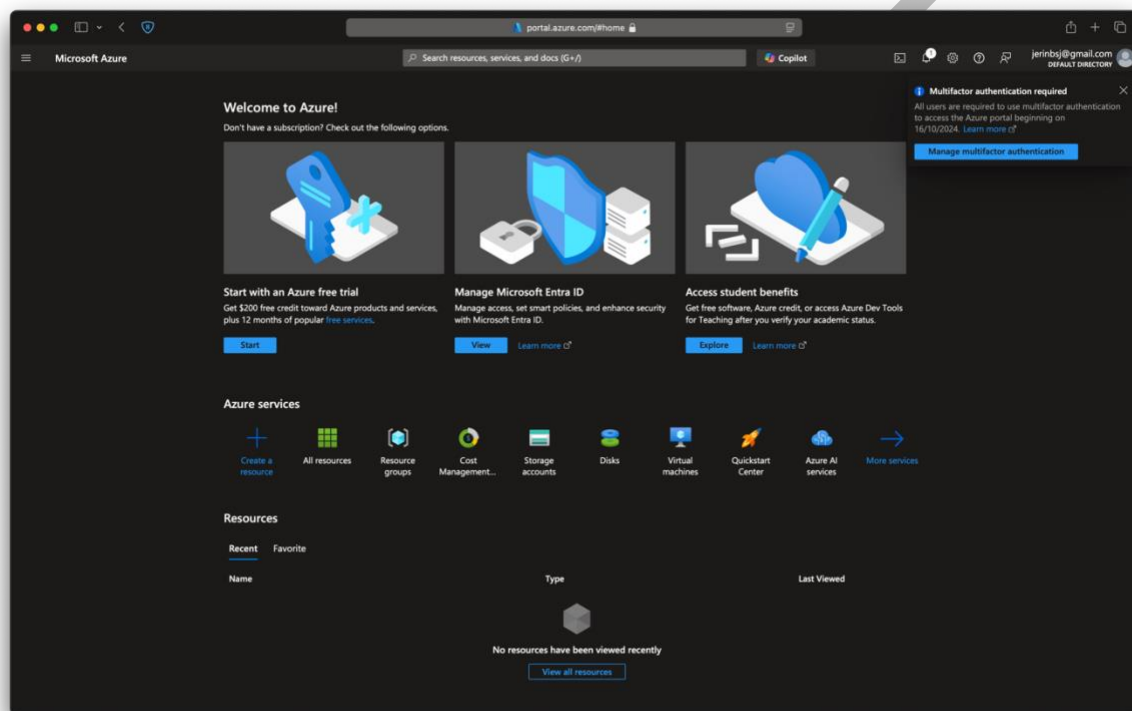 portal.azure.com/#home
Microsoft Azure
Search resources, services, and docs (G+/)
Copilot
1
jerinbsj@gmail.com
DEFAULT DIRECTORY
Multifactor authentication required
All users are required to use multifactor authentication
to access the Azure portal beginning on
16/10/2024. Learn more
Manage multifactor authentication
Welcome to Azure!
Don't have a subscription? Check out the following options.
Start with an Azure free trial
Get $200 free credit toward Azure products and services,
plus 12 months of popular free services.
Start
Manage Microsoft Entra ID
Manage access, set smart policies, and enhance security
with Microsoft Entra ID.
View Learn more
Access student benefits
Get free software, Azure credit, or access Azure Dev Tools
for Teaching after you verify your academic status.
Explore Learn more
Azure services
Create a
resource
All resources
Resource
groups
Cost
Management...
Storage
accounts
Disks
Virtual
machines
Quickstart
Center
Azure AI
services
More services
Resources
Recent Favorite
Name Type Last Viewed
No resources have been viewed recently
View all resources